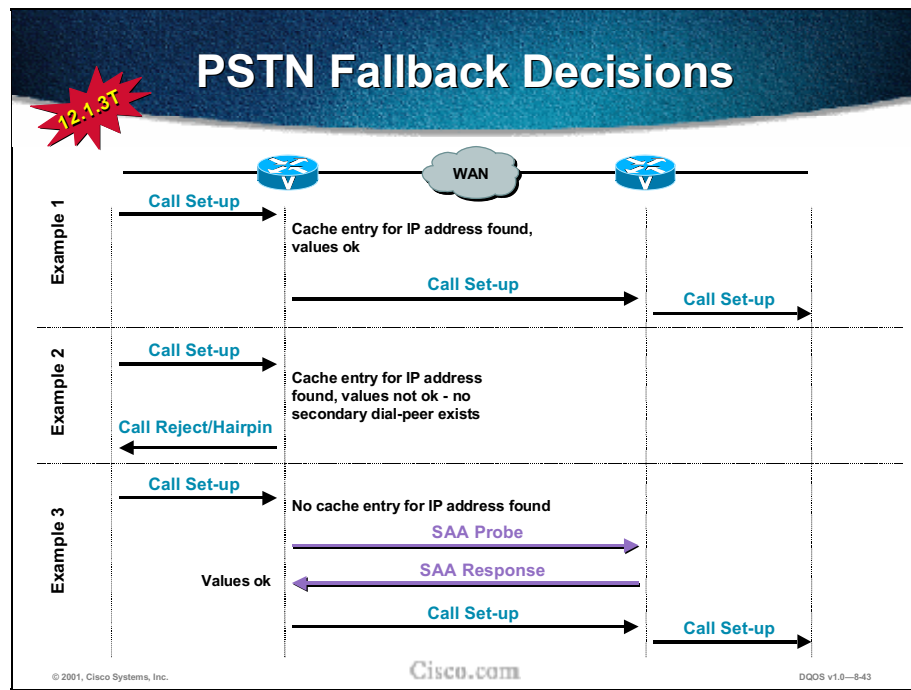 PSTN Fallback Decisions
12.1.3T
V
WAN
V
Example 1
Call Set-up
Cache entry for IP address found,
values ok
Call Set-up
Call Set-up
Example 2
Call Set-up
Cache entry for IP address
found, values not ok - no
secondary dial-peer exists
Call Reject/Hairpin
Example 3
Call Set-up
No cache entry for IP address found
SAA Probe
SAA Response
Values ok
Call Set-up
Call Set-up
© 2001, Cisco Systems, Inc.
Cisco.com
DQOS v1.0—8-43